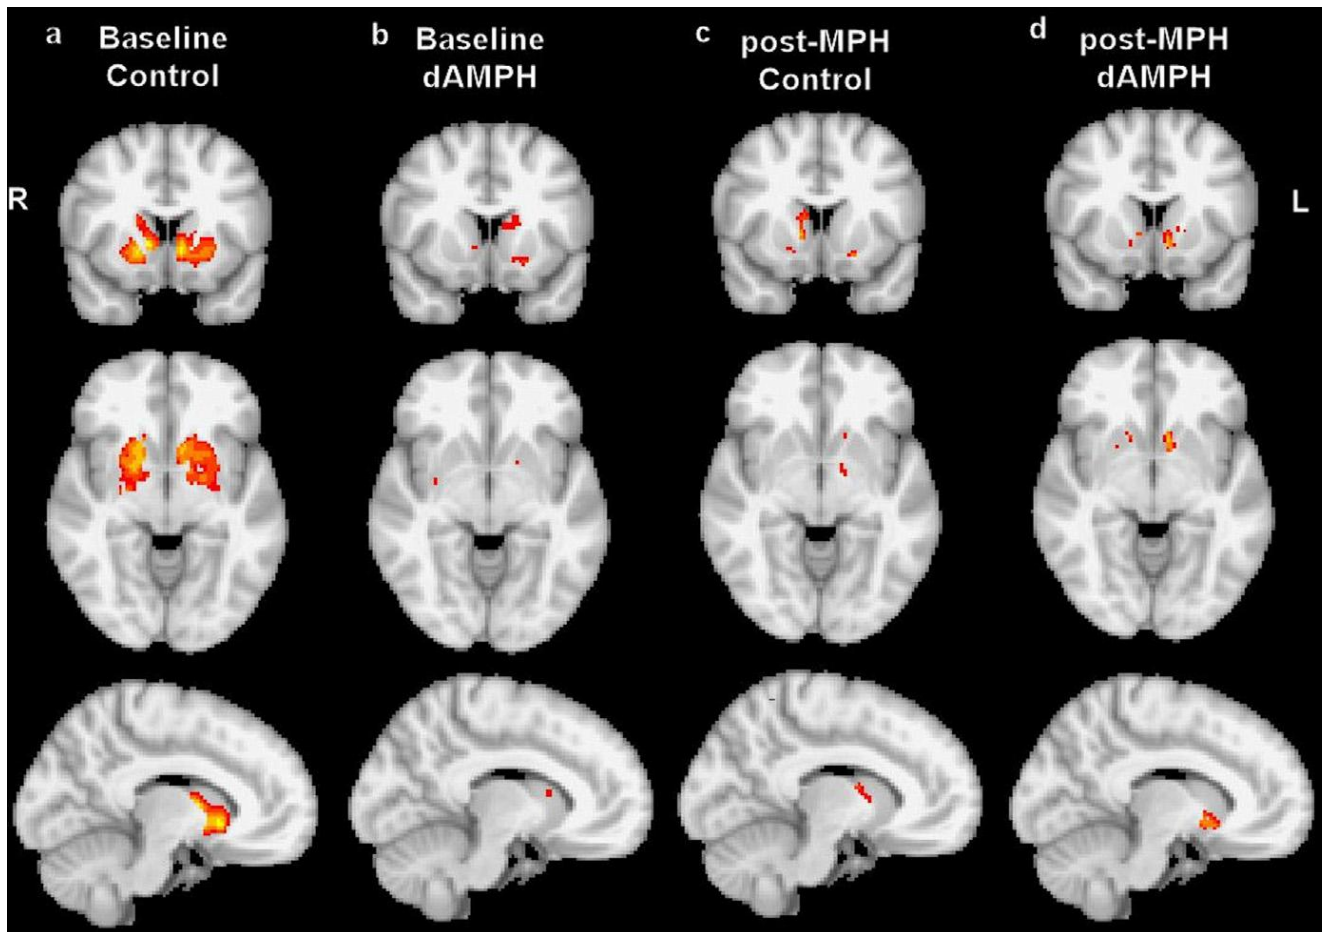 a Baseline
Control
b Baseline
dAMPH
c post-MPH
Control
d post-MPH
dAMPH
R
L